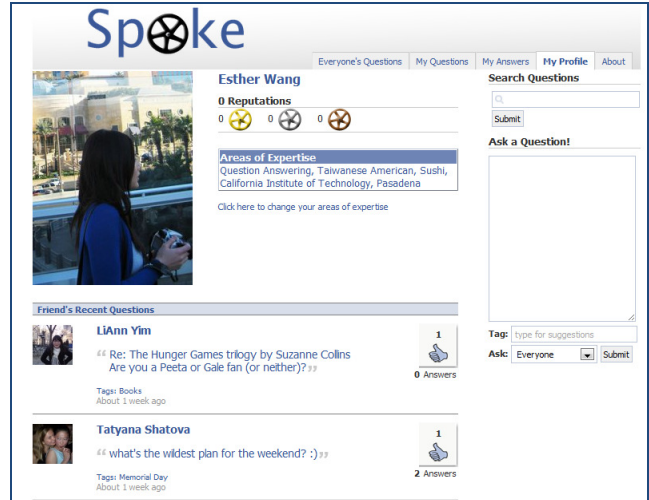 Spoke
Everyone's Questions My Questions My Answers My Profile About
Esther Wang
0 Reputations
0 0 0
Areas of Expertise
Question Answering, Taiwanese American, Sushi,
California Institute of Technology, Pasadena
Click here to change your areas of expertise
Search Questions
Submit
Ask a Question!
Tag: type for suggestions
Ask: Everyone Submit
Friend's Recent Questions
LiAnn Yim
“ Re: The Hunger Games trilogy by Suzanne Collins
Are you a Peeta or Gale fan (or neither)? ”
Tags: Books
About 1 week ago
1
0 Answers
Tatyana Shatova
“ what's the wildest plan for the weekend? :) ”
Tags: Memorial Day
About 1 week ago
1
2 Answers